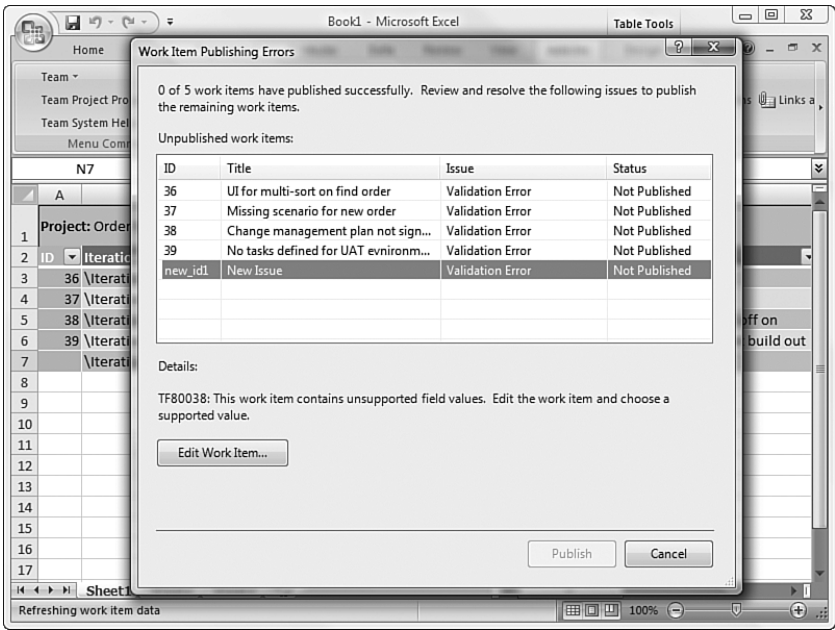 Book1 - Microsoft Excel
Table Tools
Home
Team
Team Project Pro
Team System Hel
Menu Com
Links a
N7
A
1 Project: Order
2 ID Iteratio
3 36 \Iterati
4 37 \Iterati
5 38 \Iterati off on
6 39 \Iterati build out
7 \Iterati
8
9
10
11
12
13
14
15
16
17
Work Item Publishing Errors
0 of 5 work items have published successfully. Review and resolve the following issues to publish
the remaining work items.
Unpublished work items:
ID Title Issue Status
36 UI for multi-sort on find order Validation Error Not Published
37 Missing scenario for new order Validation Error Not Published
38 Change management plan not sign... Validation Error Not Published
39 No tasks defined for UAT evnironm... Validation Error Not Published
new_id1 New Issue Validation Error Not Published
Details:
TF80038: This work item contains unsupported field values. Edit the work item and choose a
supported value.
Edit Work Item...
Publish Cancel
Sheet1
Refreshing work item data
100%